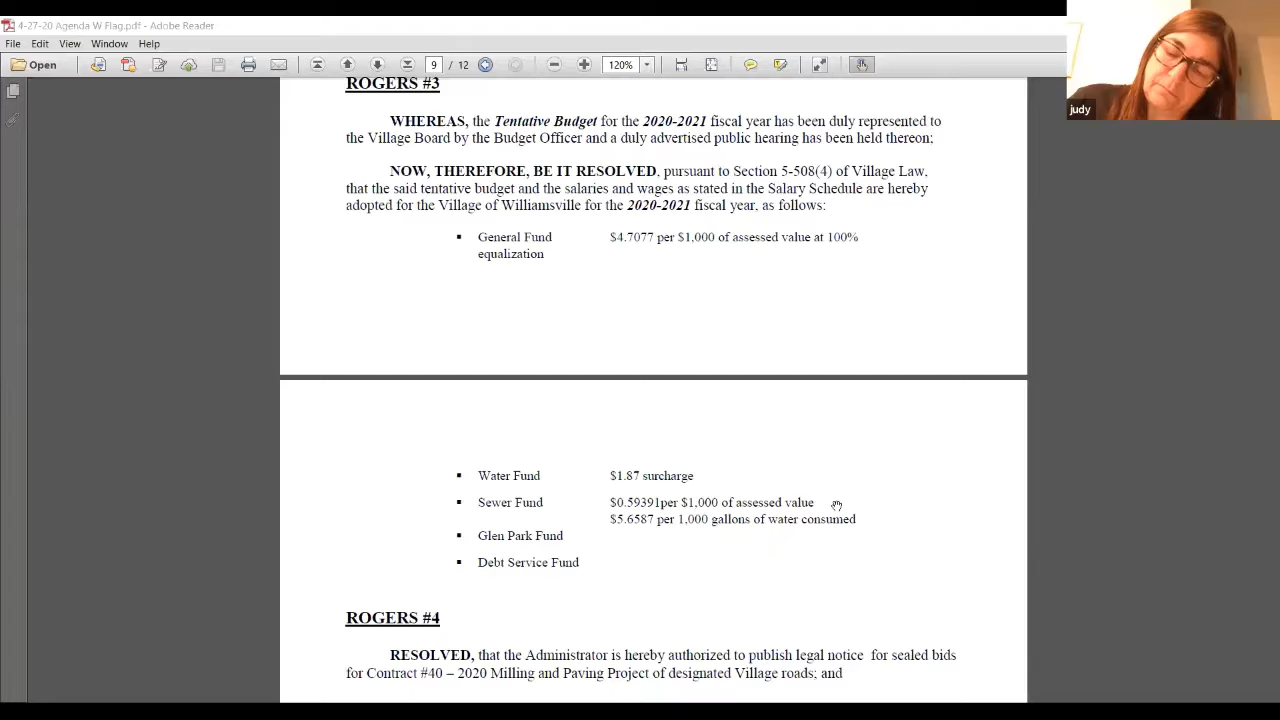 4-27-20 Agenda W Flag.pdf - Adobe Reader
File Edit View Window Help
Open 9 / 12 120%
judy
ROGERS #3
WHEREAS, the Tentative Budget for the 2020-2021 fiscal year has been duly represented to
the Village Board by the Budget Officer and a duly advertised public hearing has been held thereon;
NOW, THEREFORE, BE IT RESOLVED, pursuant to Section 5-508(4) of Village Law,
that the said tentative budget and the salaries and wages as stated in the Salary Schedule are hereby
adopted for the Village of Williamsville for the 2020-2021 fiscal year, as follows:
▪ General Fund $4.7077 per $1,000 of assessed value at 100%
equalization
▪ Water Fund $1.87 surcharge
▪ Sewer Fund $0.59391per $1,000 of assessed value
$5.6587 per 1,000 gallons of water consumed
▪ Glen Park Fund
▪ Debt Service Fund
ROGERS #4
RESOLVED, that the Administrator is hereby authorized to publish legal notice for sealed bids
for Contract #40 – 2020 Milling and Paving Project of designated Village roads; and